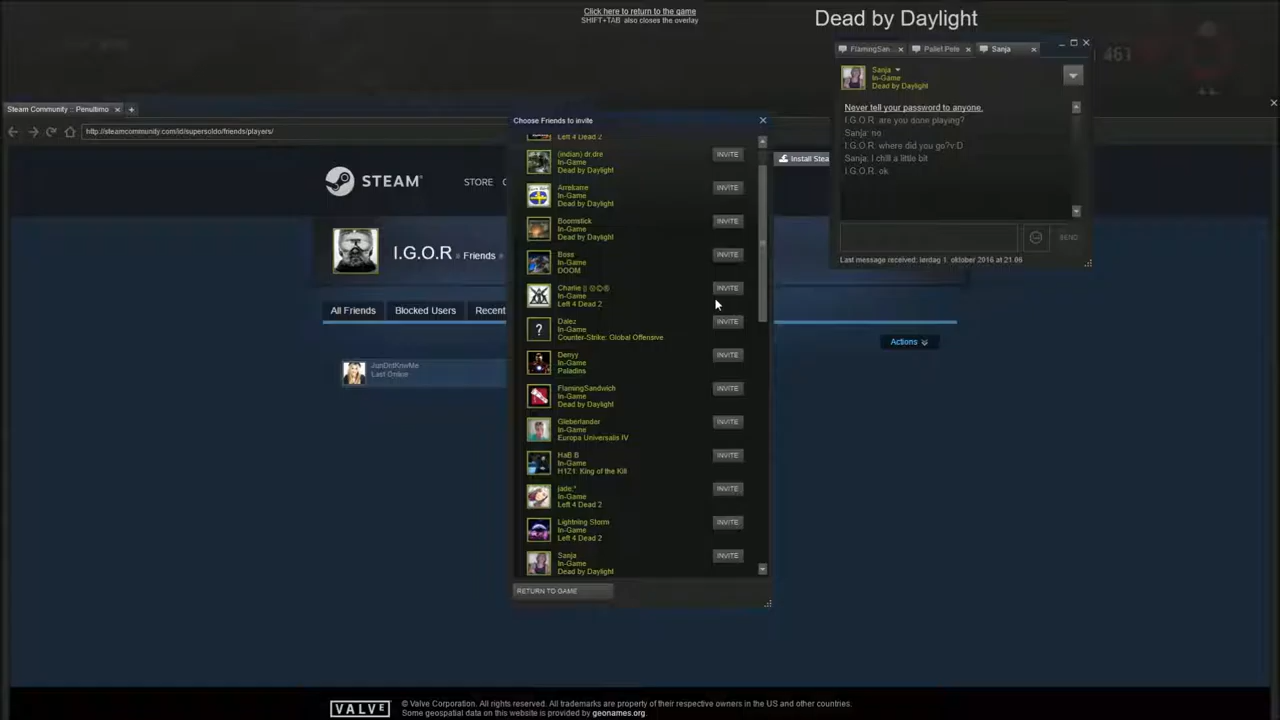 Click here to return to the game
SHIFT+TAB also closes the overlay
Dead by Daylight
461
FlamingSan..
Pallet Pete
Sanja
Sanja
In-Game
Dead by Daylight
Never tell your password to anyone.
I.G.O.R: are you done playing?
Sanja: no
I.G.O.R: where did you go?v:D
Sanja: I chill a little bit
I.G.O.R: ok
SEND
Last message received: lørdag 1. oktober 2016 at 21.06
Steam Community :: Penultimo
http://steamcommunity.com/id/supersoldo/friends/players/
STEAM
STORE
Install Stea
I.G.O.R » Friends
All Friends
Blocked Users
Recent
Actions
JustDntKnwMe
Last Online
Choose Friends to invite
Left 4 Dead 2
(indian) dr.dre
In-Game
Dead by Daylight
INVITE
Arrekarre
In-Game
Dead by Daylight
INVITE
Boomstick
In-Game
Dead by Daylight
INVITE
Boss
In-Game
DOOM
INVITE
Charlie ||
In-Game
Left 4 Dead 2
INVITE
Dalez
In-Game
Counter-Strike: Global Offensive
INVITE
Denyy
In-Game
Paladins
INVITE
FlamingSandwich
In-Game
Dead by Daylight
INVITE
Gleberlander
In-Game
Europa Universalis IV
INVITE
HaB B
In-Game
H1Z1: King of the Kill
INVITE
jade.*
In-Game
Left 4 Dead 2
INVITE
Lightning Storm
In-Game
Left 4 Dead 2
INVITE
Sanja
In-Game
Dead by Daylight
INVITE
RETURN TO GAME
VALVE
© Valve Corporation. All rights reserved. All trademarks are property of their respective owners in the US and other countries.
Some geospatial data on this website is provided by geonames.org.